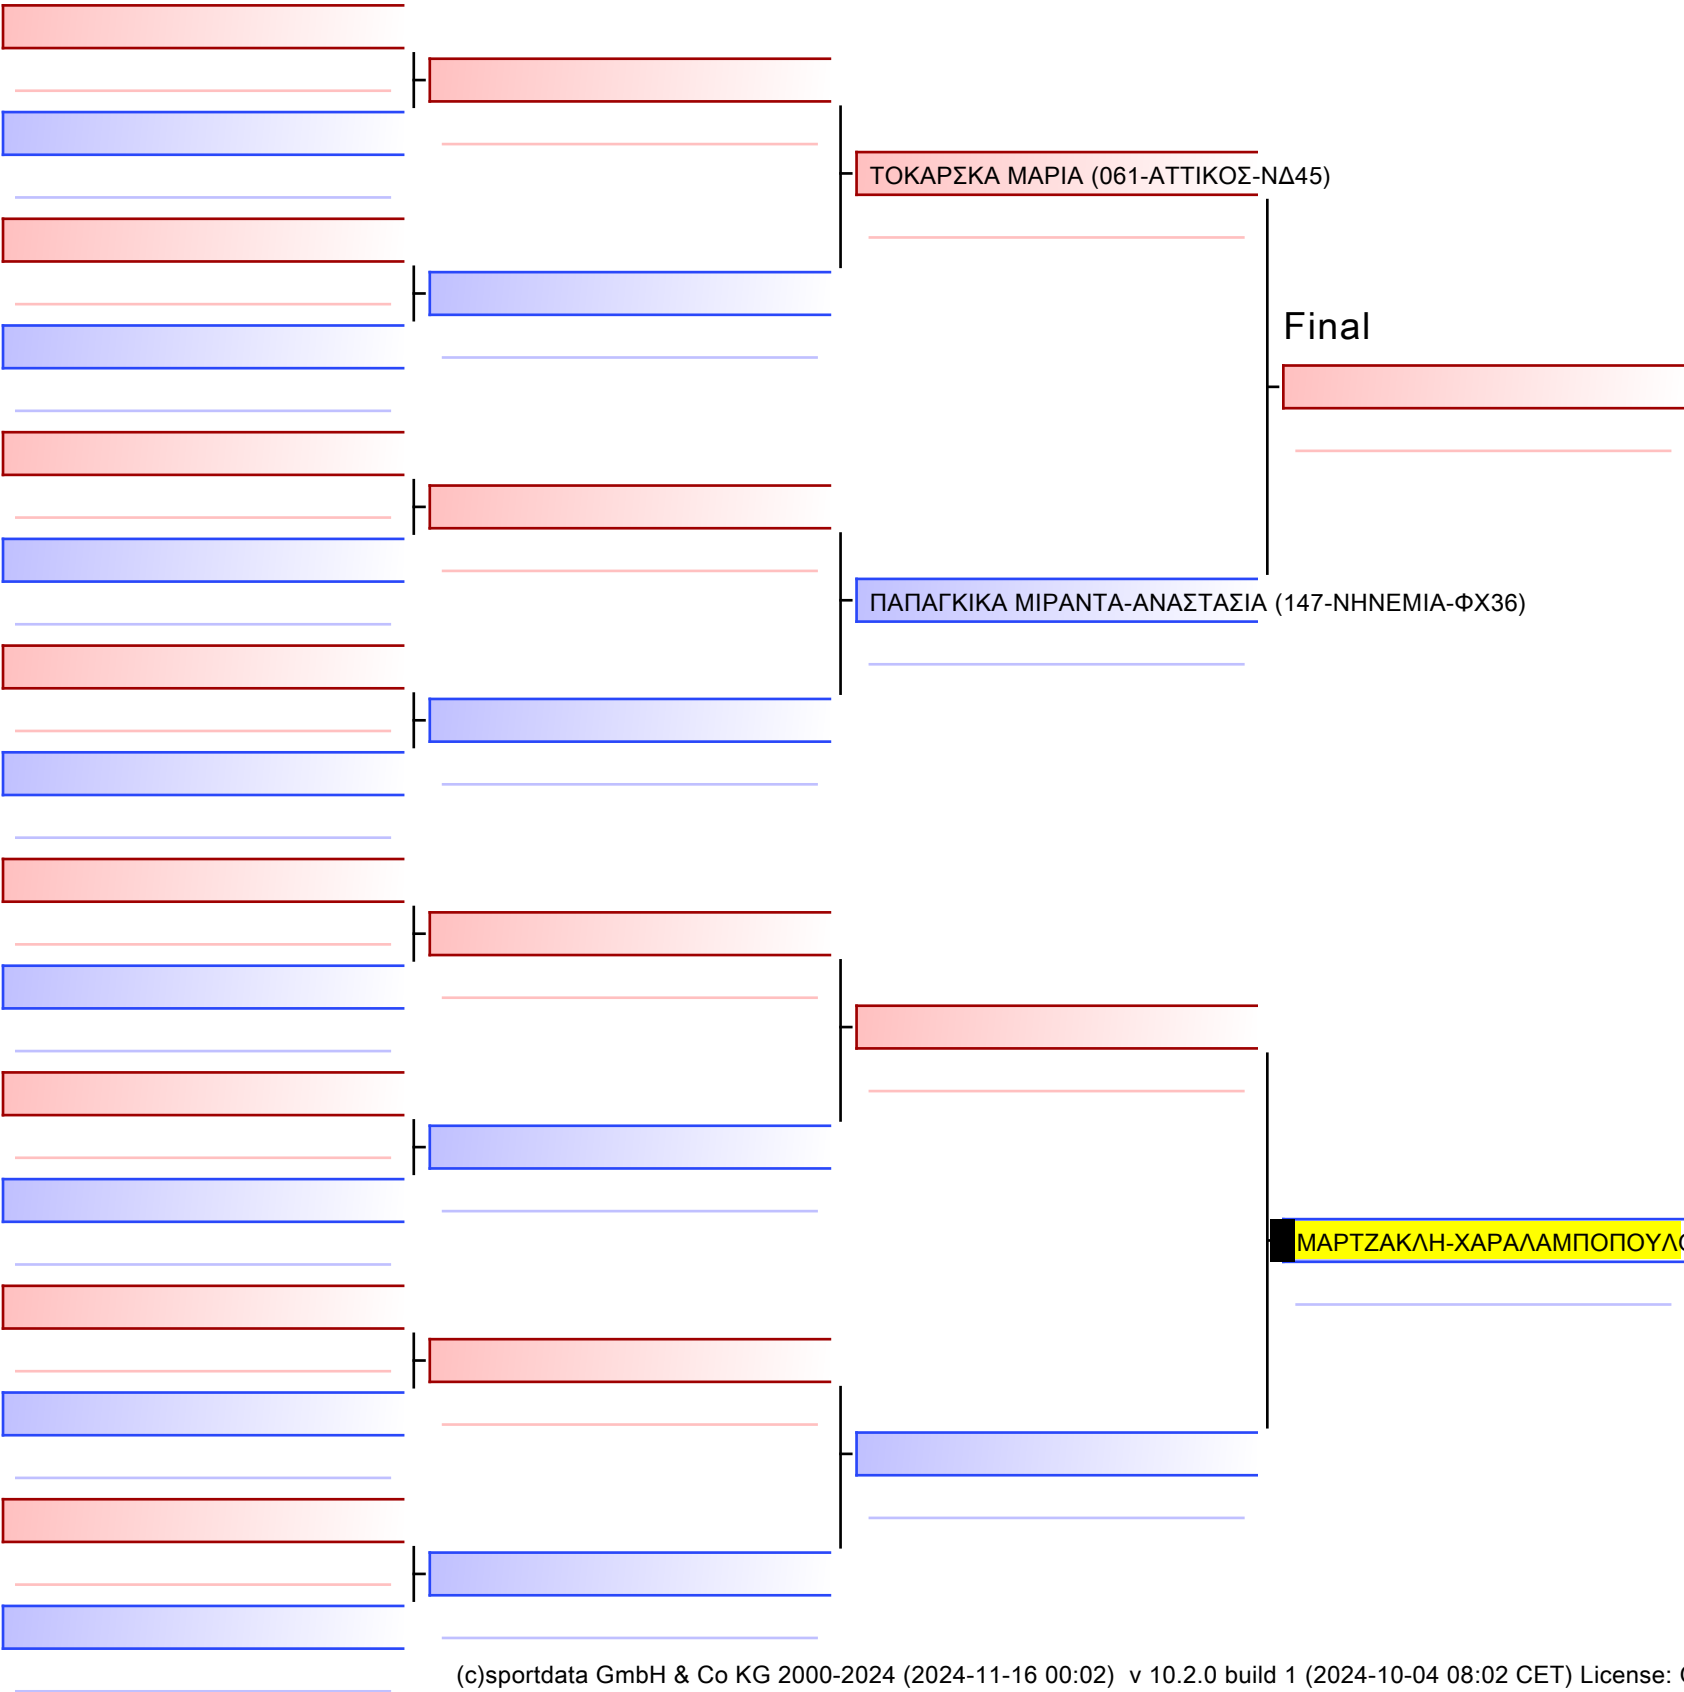 ΤΟΚΑΡΣΚΑ ΜΑΡΙΑ (061-ΑΤΤΙΚΟΣ-ΝΔ45)
Final
ΠΑΠΑΓΚΙΚΑ ΜΙΡΑΝΤΑ-ΑΝΑΣΤΑΣΙΑ (147-ΝΗΝΕΜΙΑ-ΦΧ36)
ΜΑΡΤΖΑΚΛΗ-ΧΑΡΑΛΑΜΠΟΠΟΥΛΟ
(c)sportdata GmbH & Co KG 2000-2024 (2024-11-16 00:02) v 10.2.0 build 1 (2024-10-04 08:02 CET) License: